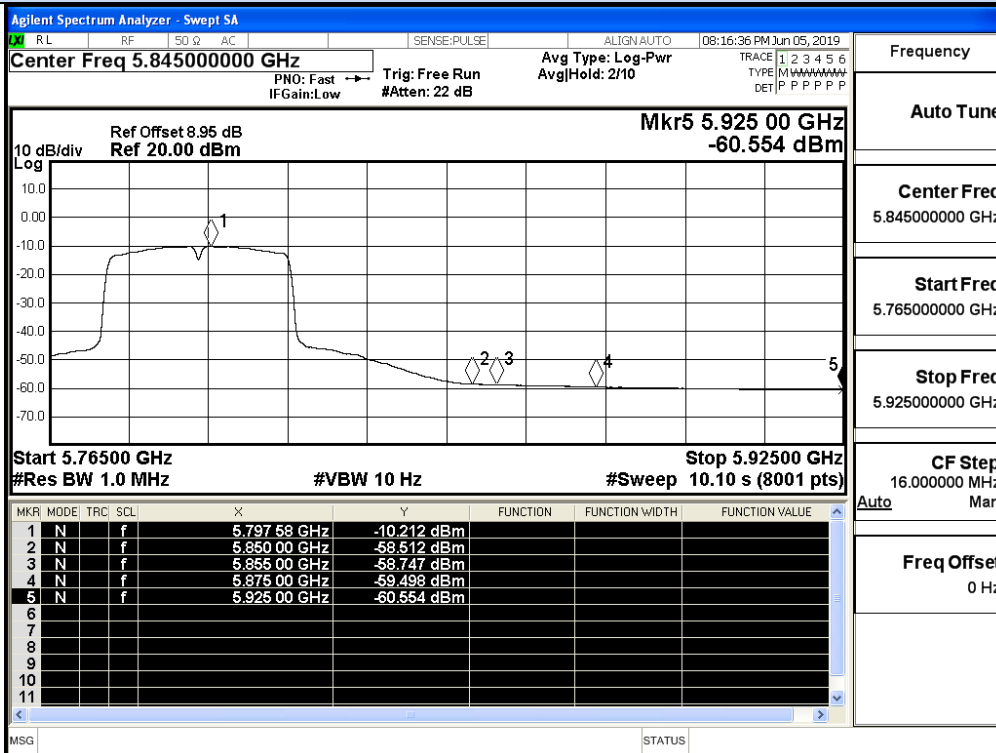 Agilent Spectrum Analyzer - Swept SA
LXI RL RF 50 Ω AC SENSE:PULSE ALIGN AUTO 08:16:36 PM Jun 05, 2019
Center Freq 5.845000000 GHz
PNO: Fast
IFGain:Low
Trig: Free Run
#Atten: 22 dB
Avg Type: Log-Pwr
Avg|Hold: 2/10
TRACE 1 2 3 4 5 6
TYPE M
DET P P P P P P
Ref Offset 8.95 dB
10 dB/div Ref 20.00 dBm
Log
Mkr5 5.925 00 GHz
-60.554 dBm
10.0
0.00
-10.0
-20.0
-30.0
-40.0
-50.0
-60.0
-70.0
1
2
3
4
5
Start 5.76500 GHz Stop 5.92500 GHz
#Res BW 1.0 MHz #VBW 10 Hz #Sweep 10.10 s (8001 pts)
MKR MODE TRC SCL X Y FUNCTION FUNCTION WIDTH FUNCTION VALUE
1 N f 5.797 58 GHz -10.212 dBm
2 N f 5.850 00 GHz -58.512 dBm
3 N f 5.855 00 GHz -58.747 dBm
4 N f 5.875 00 GHz -59.498 dBm
5 N f 5.925 00 GHz -60.554 dBm
6
7
8
9
10
11
MSG STATUS
Frequency
Auto Tune
Center Freq
5.845000000 GHz
Start Freq
5.765000000 GHz
Stop Freq
5.925000000 GHz
CF Step
16.000000 MHz
Auto Man
Freq Offset
0 Hz